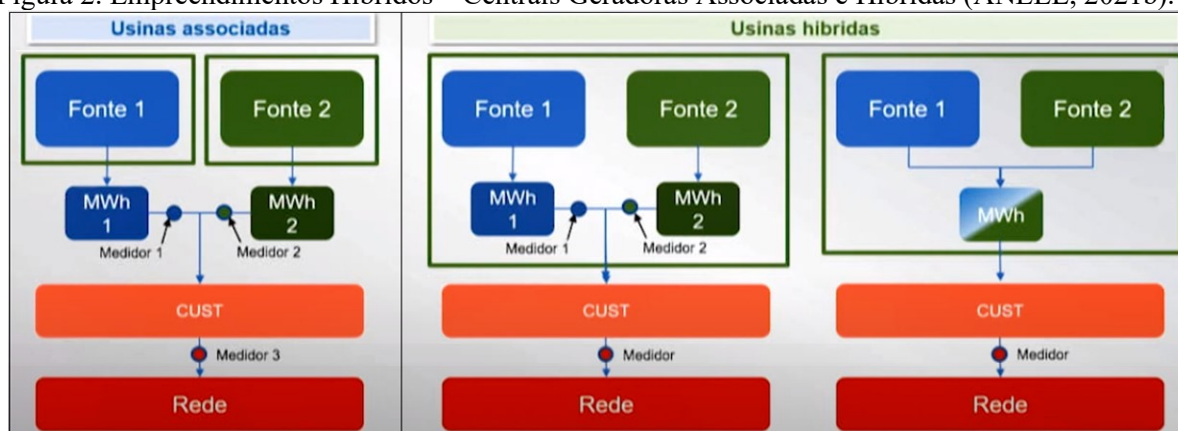 Figura 2. Empreendimentos Híbridos – Centrais Geradoras Associadas e Híbridas (ANEEL, 2021b).
Usinas associadas
Fonte 1
Fonte 2
MWh
1
MWh
2
Medidor 1
Medidor 2
CUST
Medidor 3
Rede
Usinas hibridas
Fonte 1
Fonte 2
MWh
1
MWh
2
Medidor 1
Medidor 2
CUST
Medidor
Rede
Fonte 1
Fonte 2
MWh
CUST
Medidor
Rede